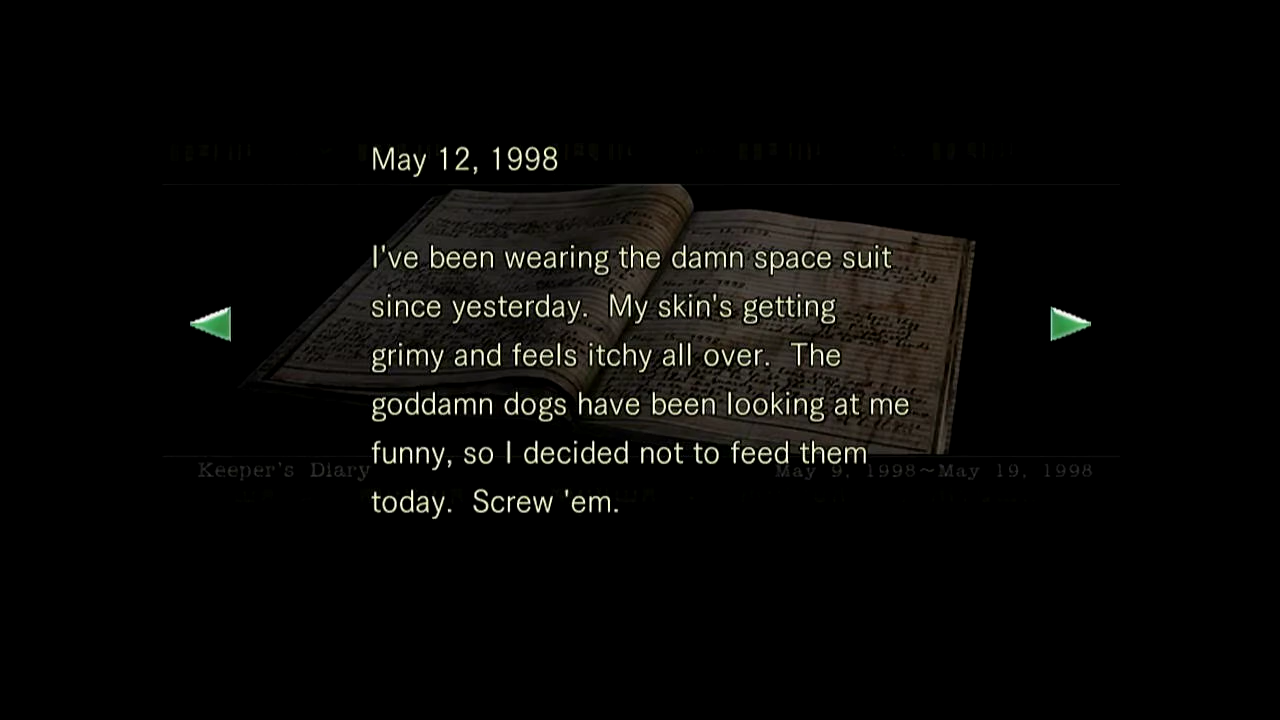 May 12, 1998
I've been wearing the damn space suit
since yesterday.  My skin's getting
grimy and feels itchy all over.  The
goddamn dogs have been looking at me
funny, so I decided not to feed them
today.  Screw 'em.
Keeper's Diary
May 9, 1998~May 19, 1998